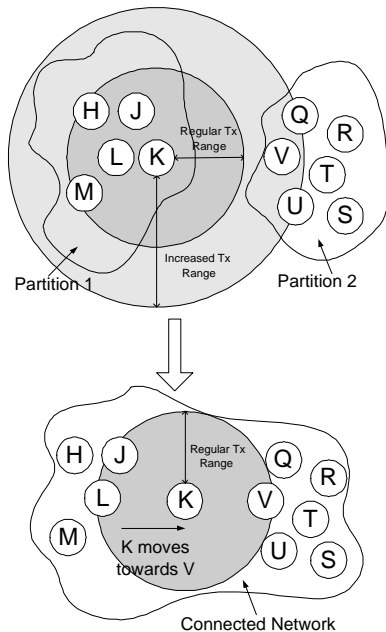 H
J
Q
R
Regular Tx
Range
L
K
V
T
M
U
S
Increased Tx
Range
Partition 1
Partition 2
Regular Tx
Range
H
J
Q
R
L
K
V
T
M
K moves
towards V
U
S
Connected Network